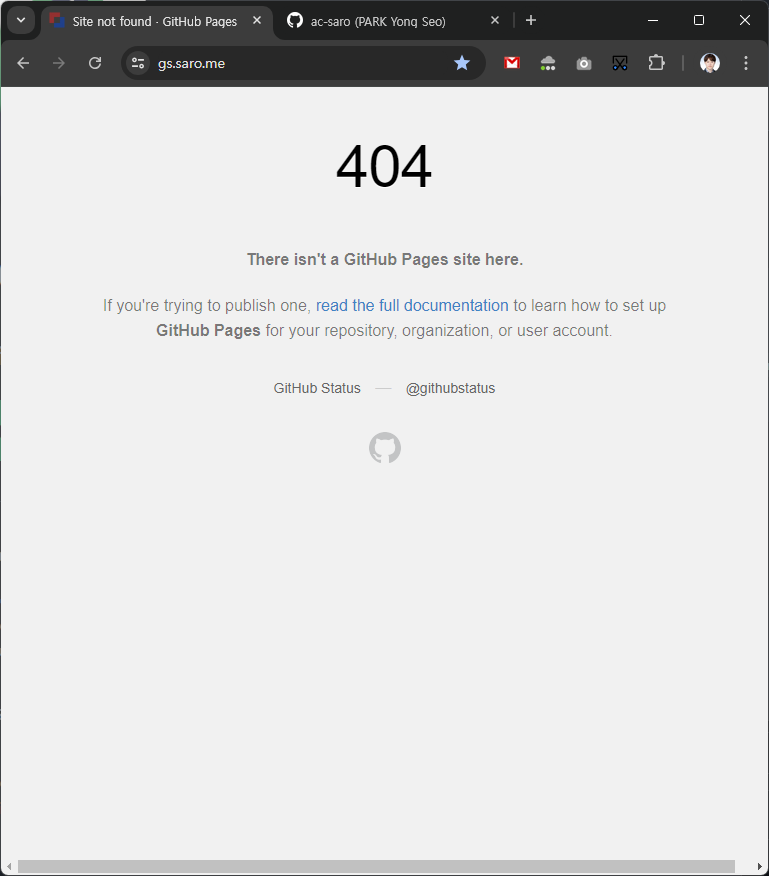 Site not found · GitHub Pages
ac-saro (PARK Yong Seo)
gs.saro.me
404
There isn't a GitHub Pages site here.
If you're trying to publish one, read the full documentation to learn how to set up
GitHub Pages for your repository, organization, or user account.
GitHub Status — @githubstatus